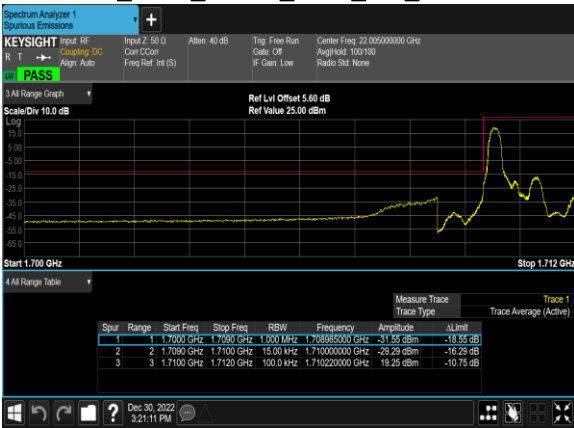 Spectrum Analyzer 1
Spurious Emissions
KEYSIGHT Input: RF Input Z: 50 Ω Atten: 40 dB Trig: Free Run Center Freq: 22.005000000 GHz
R T Coupling: DC Corr CCorr Gate: Off Avg|Hold: 100/100
Align: Auto Freq Ref: Int (S) IF Gain: Low Radio Std: None
LXI PASS
3 All Range Graph
Ref Lvl Offset 5.60 dB
Scale/Div 10.0 dB Ref Value 25.00 dBm
Log
15.0
5.00
-5.00
-15.0
-25.0
-35.0
-45.0
-55.0
-65.0
Start 1.700 GHz Stop 1.712 GHz
4 All Range Table
Measure Trace Trace 1
Trace Type Trace Average (Active)
Spur Range Start Freq Stop Freq RBW Frequency Amplitude ΔLimit
1 1 1.7000 GHz 1.7090 GHz 1.000 MHz 1.708985000 GHz -31.55 dBm -18.55 dB
2 2 1.7090 GHz 1.7100 GHz 15.00 kHz 1.710000000 GHz -29.29 dBm -16.29 dB
3 3 1.7100 GHz 1.7120 GHz 100.0 kHz 1.710220000 GHz 19.25 dBm -10.75 dB
? Dec 30, 2022
3:21:11 PM